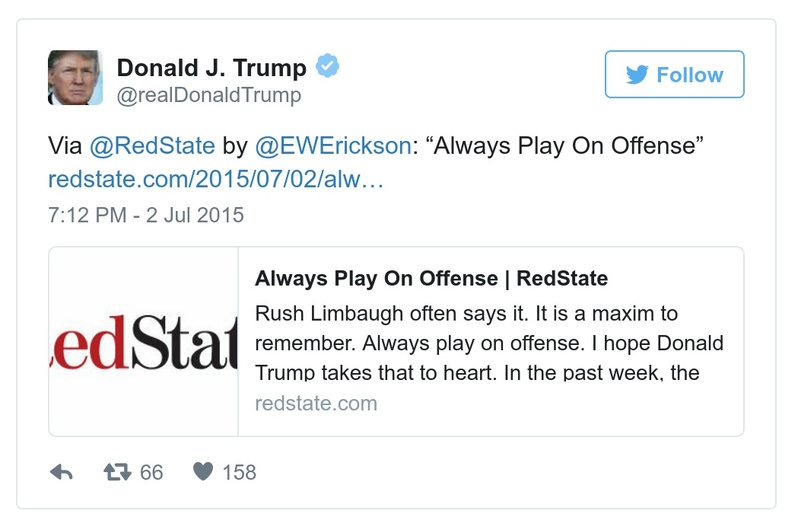 Donald J. Trump
@realDonaldTrump
Follow
Via @RedState by @EWErickson: “Always Play On Offense”
redstate.com/2015/07/02/alw…
7:12 PM - 2 Jul 2015
edStat
Always Play On Offense | RedState
Rush Limbaugh often says it. It is a maxim to
remember. Always play on offense. I hope Donald
Trump takes that to heart. In the past week, the
redstate.com
66
158